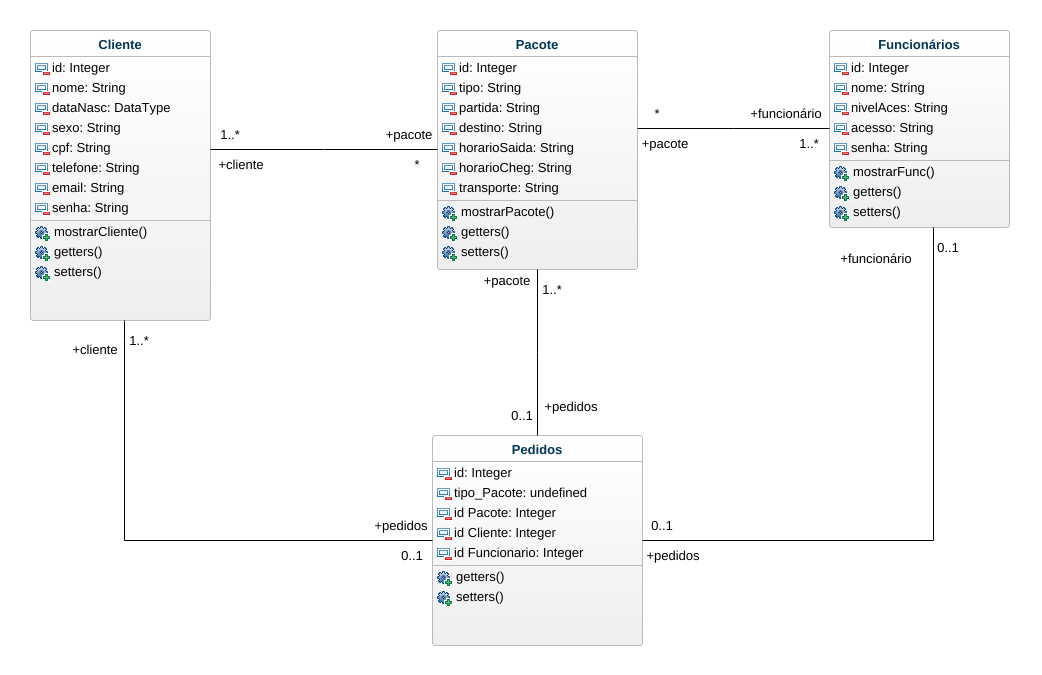 Cliente
id: Integer
nome: String
dataNasc: DataType
sexo: String
cpf: String
telefone: String
email: String
senha: String
mostrarCliente()
getters()
setters()
1..*
+cliente
+pacote
*
Pacote
id: Integer
tipo: String
partida: String
destino: String
horarioSaida: String
horarioCheg: String
transporte: String
mostrarPacote()
getters()
setters()
*
+pacote
+funcionário
1..*
Funcionários
id: Integer
nome: String
nivelAces: String
acesso: String
senha: String
mostrarFunc()
getters()
setters()
+cliente
1..*
+pacote
1..*
+funcionário
0..1
0..1
+pedidos
+pedidos
0..1
Pedidos
id: Integer
tipo_Pacote: undefined
id Pacote: Integer
id Cliente: Integer
id Funcionario: Integer
getters()
setters()
0..1
+pedidos